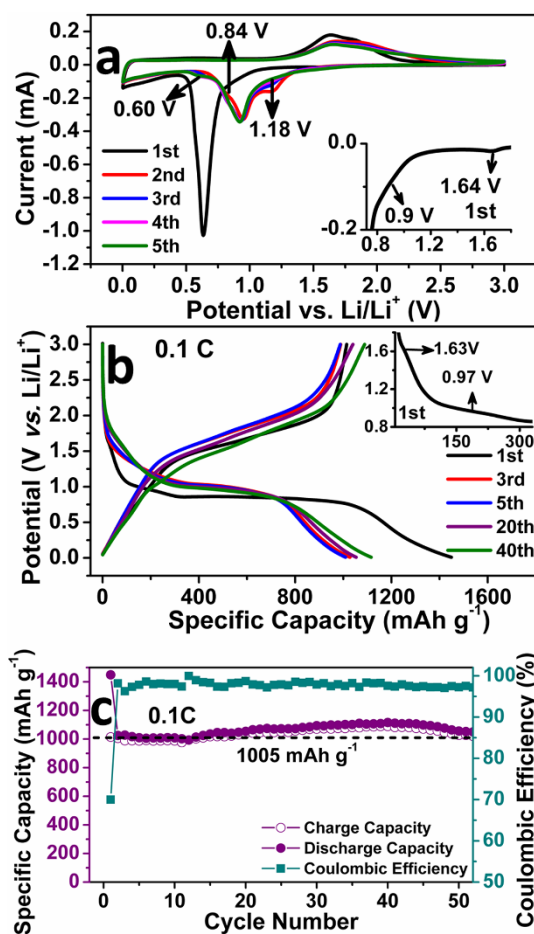 a
0.84 V
0.60 V
1.18 V
1st
2nd
3rd
4th
5th
0.4
0.2
0.0
-0.2
-0.4
-0.6
-0.8
-1.0
-1.2
Current (mA)
0.0 0.5 1.0 1.5 2.0 2.5 3.0
Potential vs. Li/Li⁺ (V)
0.0
-0.2
0.8 1.2 1.6
1.64 V
0.9 V
1st
b
0.1 C
3.0
2.5
2.0
1.5
1.0
0.5
0.0
Potential (V vs. Li/Li⁺)
0 400 800 1200 1600
Specific Capacity (mAh g⁻¹)
1.6
1.2
0.8
0 150 300
1.63V
0.97 V
1st
1st
3rd
5th
20th
40th
c
0.1C
1005 mAh g⁻¹
Charge Capacity
Discharge Capacity
Coulombic Efficiency
1400
1200
1000
800
600
400
200
0
Specific Capacity (mAh g⁻¹)
0 10 20 30 40 50
Cycle Number
100
90
80
70
60
50
Coulombic Efficiency (%)